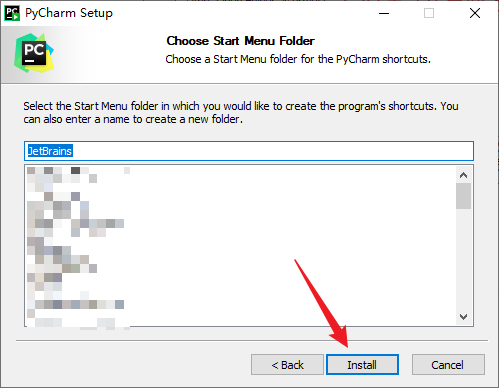 PyCharm Setup
PC
Choose Start Menu Folder
Choose a Start Menu folder for the PyCharm shortcuts.
Select the Start Menu folder in which you would like to create the program's shortcuts. You
can also enter a name to create a new folder.
JetBrains
< Back
Install
Cancel